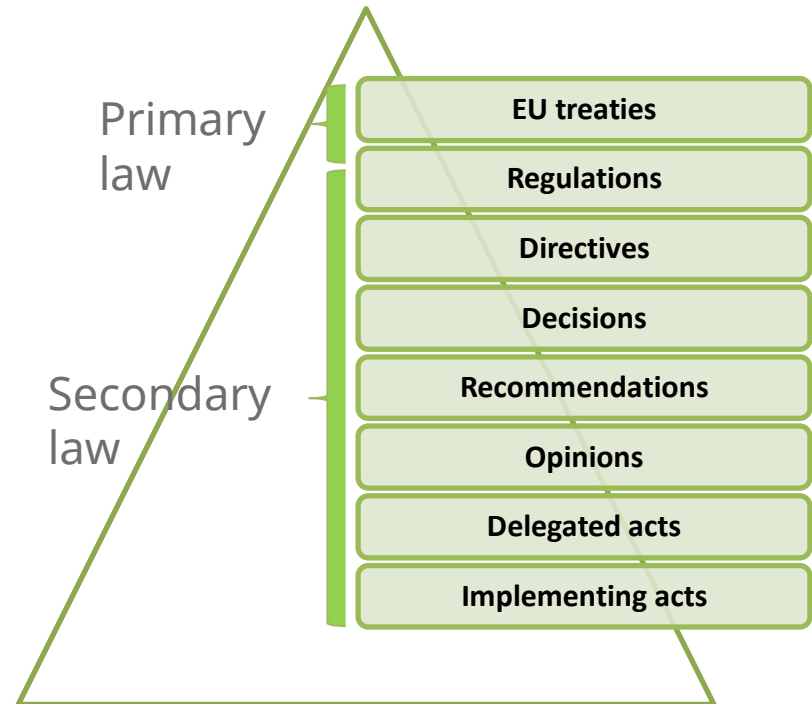 Primary
law
EU treaties
Regulations
Directives
Decisions
Secondary
law
Recommendations
Opinions
Delegated acts
Implementing acts